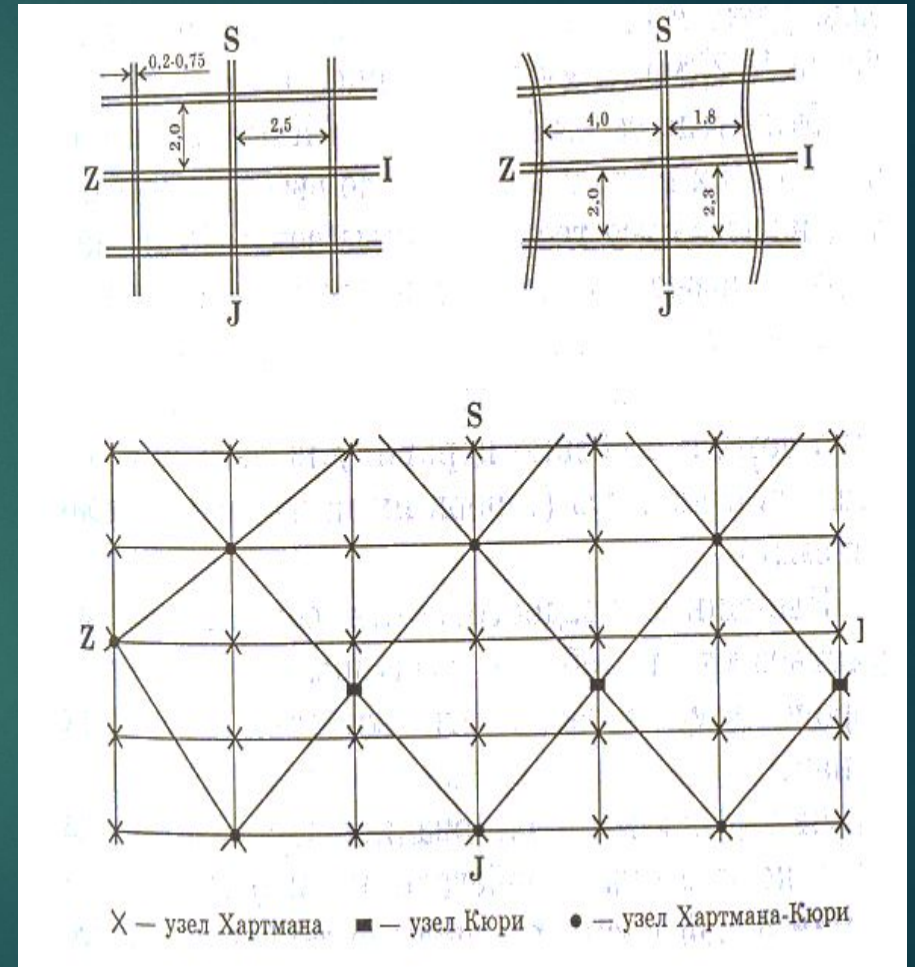 S
S
0,2-0,75
2,0
2,5
4,0
1,8
Z
I
Z
I
2,0
2,3
J
J
S
Z
J
X — узел Хартмана ■ — узел Кюри ● — узел Хартмана-Кюри